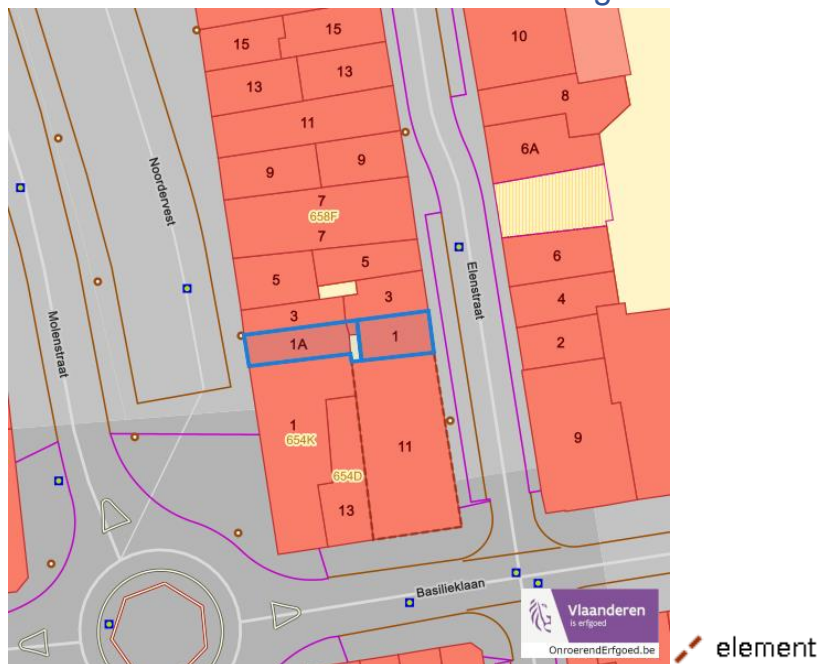 15
15
13
13
11
9
9
7
658F
7
5
5
3
3
1A
1
1
654K
654D
11
13
10
8
6A
6
4
2
9
Noordervest
Molenstraat
Elenstraat
Basilieklaan
Vlaanderen
is erfgoed
OnroerendErfgoed.be
element